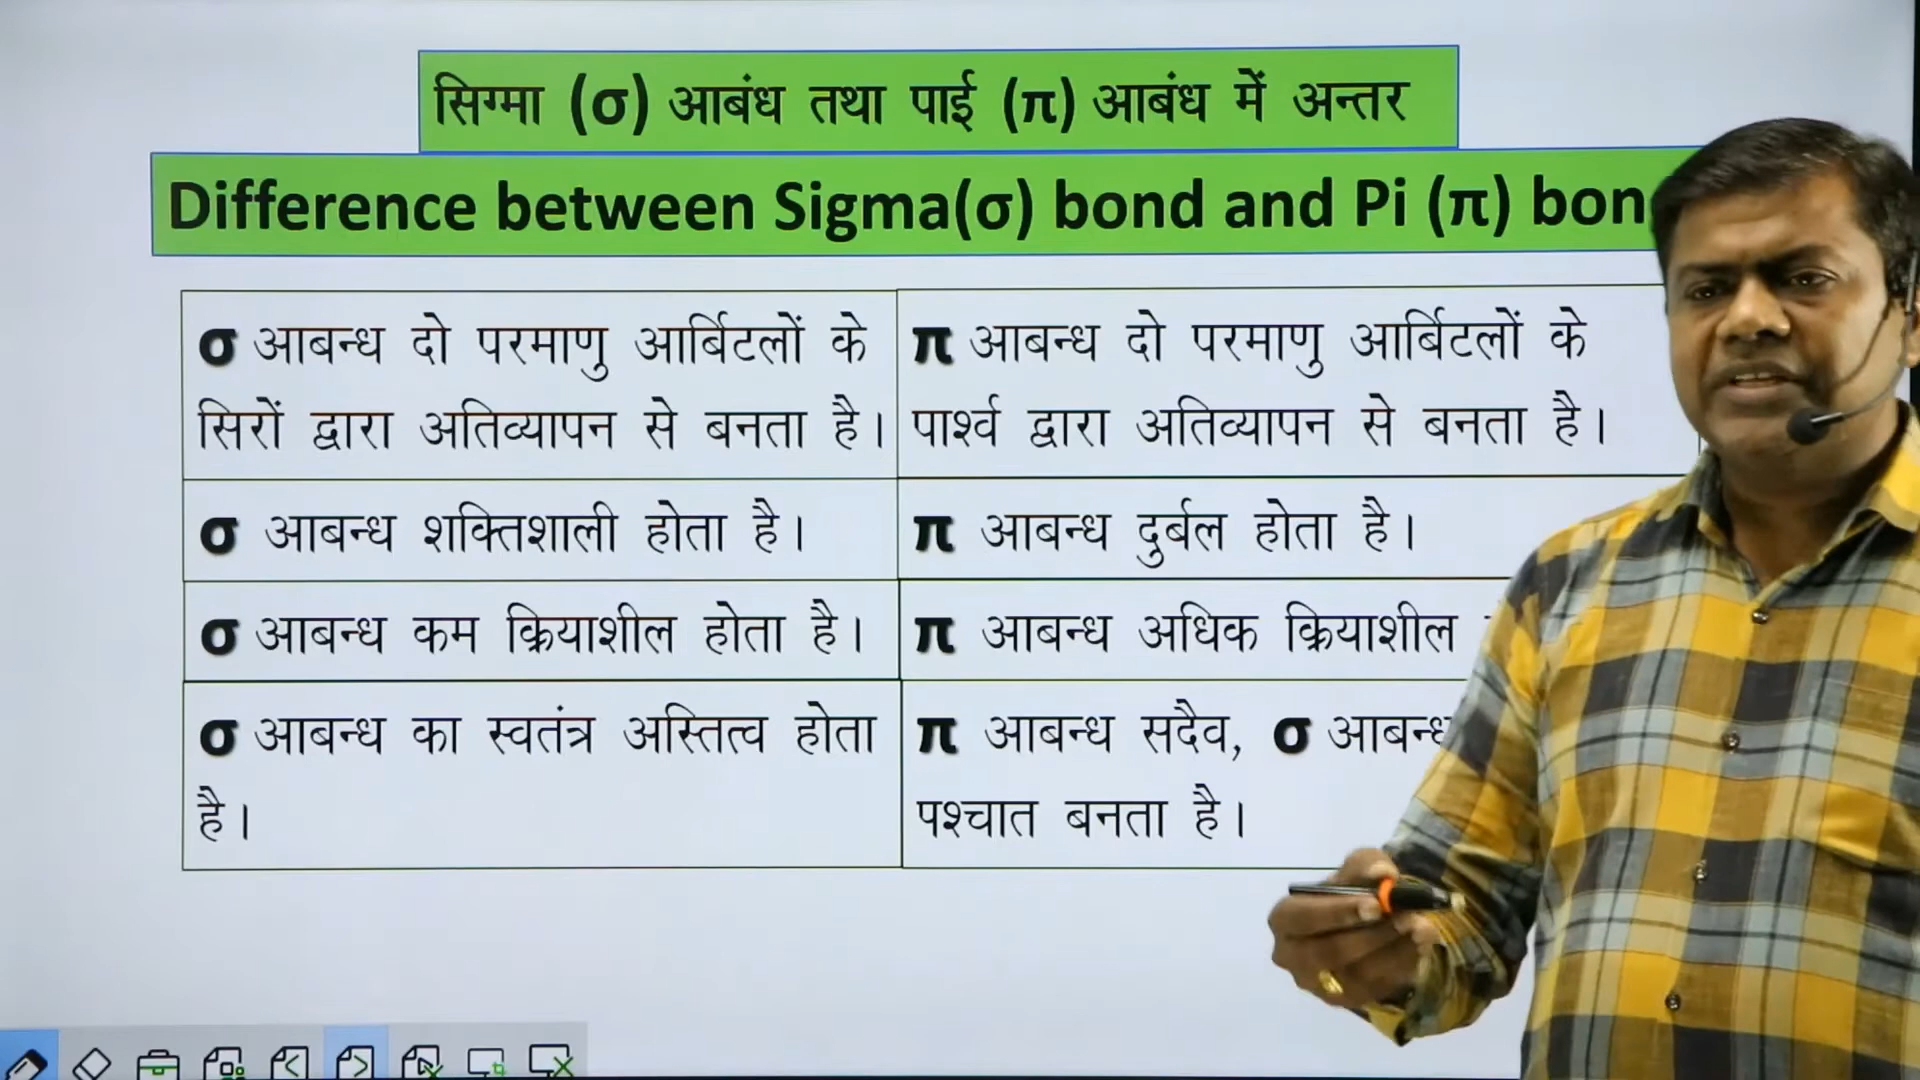 सिग्मा (σ) आबंध तथा पाई (π) आबंध में अन्तर
Difference between Sigma(σ) bond and Pi (π) bon
σ आबन्ध दो परमाणु आर्बिटलों के
सिरों द्वारा अतिव्यापन से बनता है।
π आबन्ध दो परमाणु आर्बिटलों के
पार्श्व द्वारा अतिव्यापन से बनता है।
σ आबन्ध शक्तिशाली होता है।
π आबन्ध दुर्बल होता है।
σ आबन्ध कम क्रियाशील होता है।
π आबन्ध अधिक क्रियाशील
σ आबन्ध का स्वतंत्र अस्तित्व होता
है।
π आबन्ध सदैव, σ आबन्ध
पश्चात बनता है।